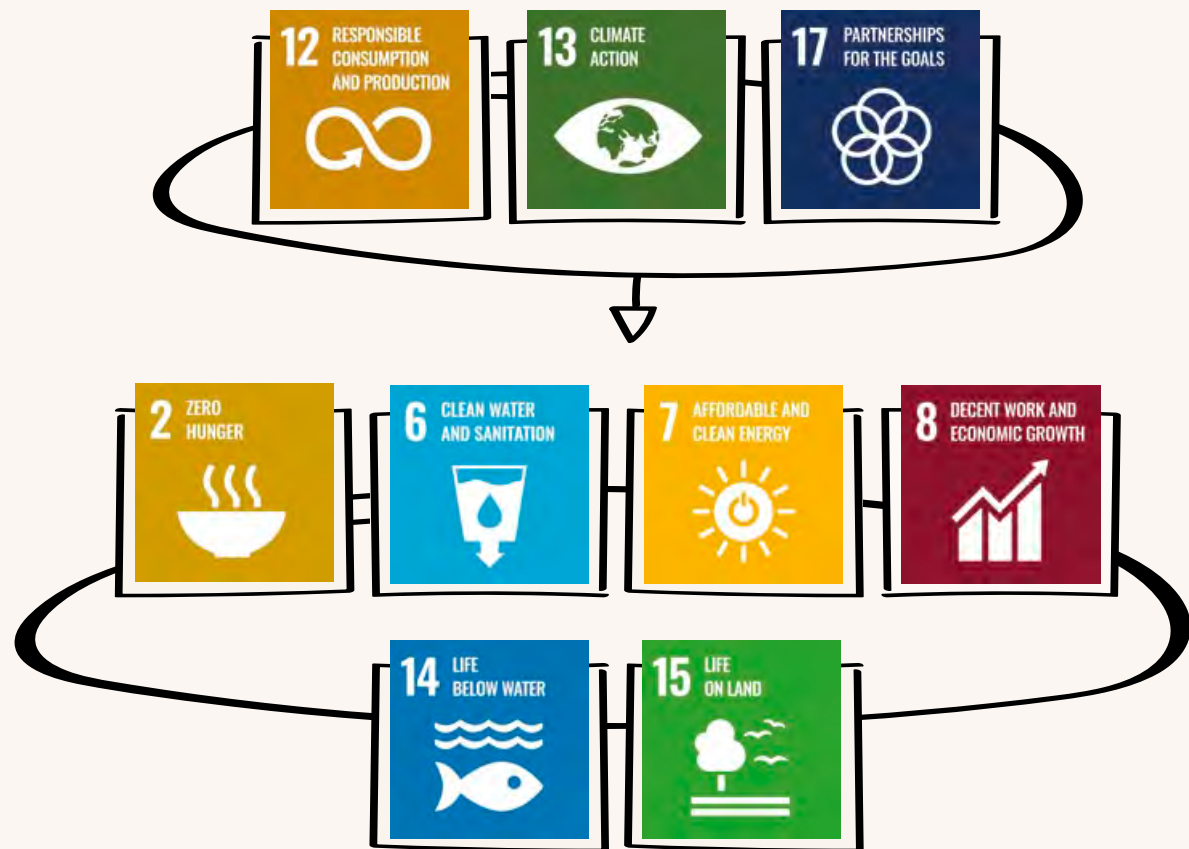 12 RESPONSIBLE
CONSUMPTION
AND PRODUCTION
13 CLIMATE
ACTION
17 PARTNERSHIPS
FOR THE GOALS
2 ZERO
HUNGER
6 CLEAN WATER
AND SANITATION
7 AFFORDABLE AND
CLEAN ENERGY
8 DECENT WORK AND
ECONOMIC GROWTH
14 LIFE
BELOW WATER
15 LIFE
ON LAND